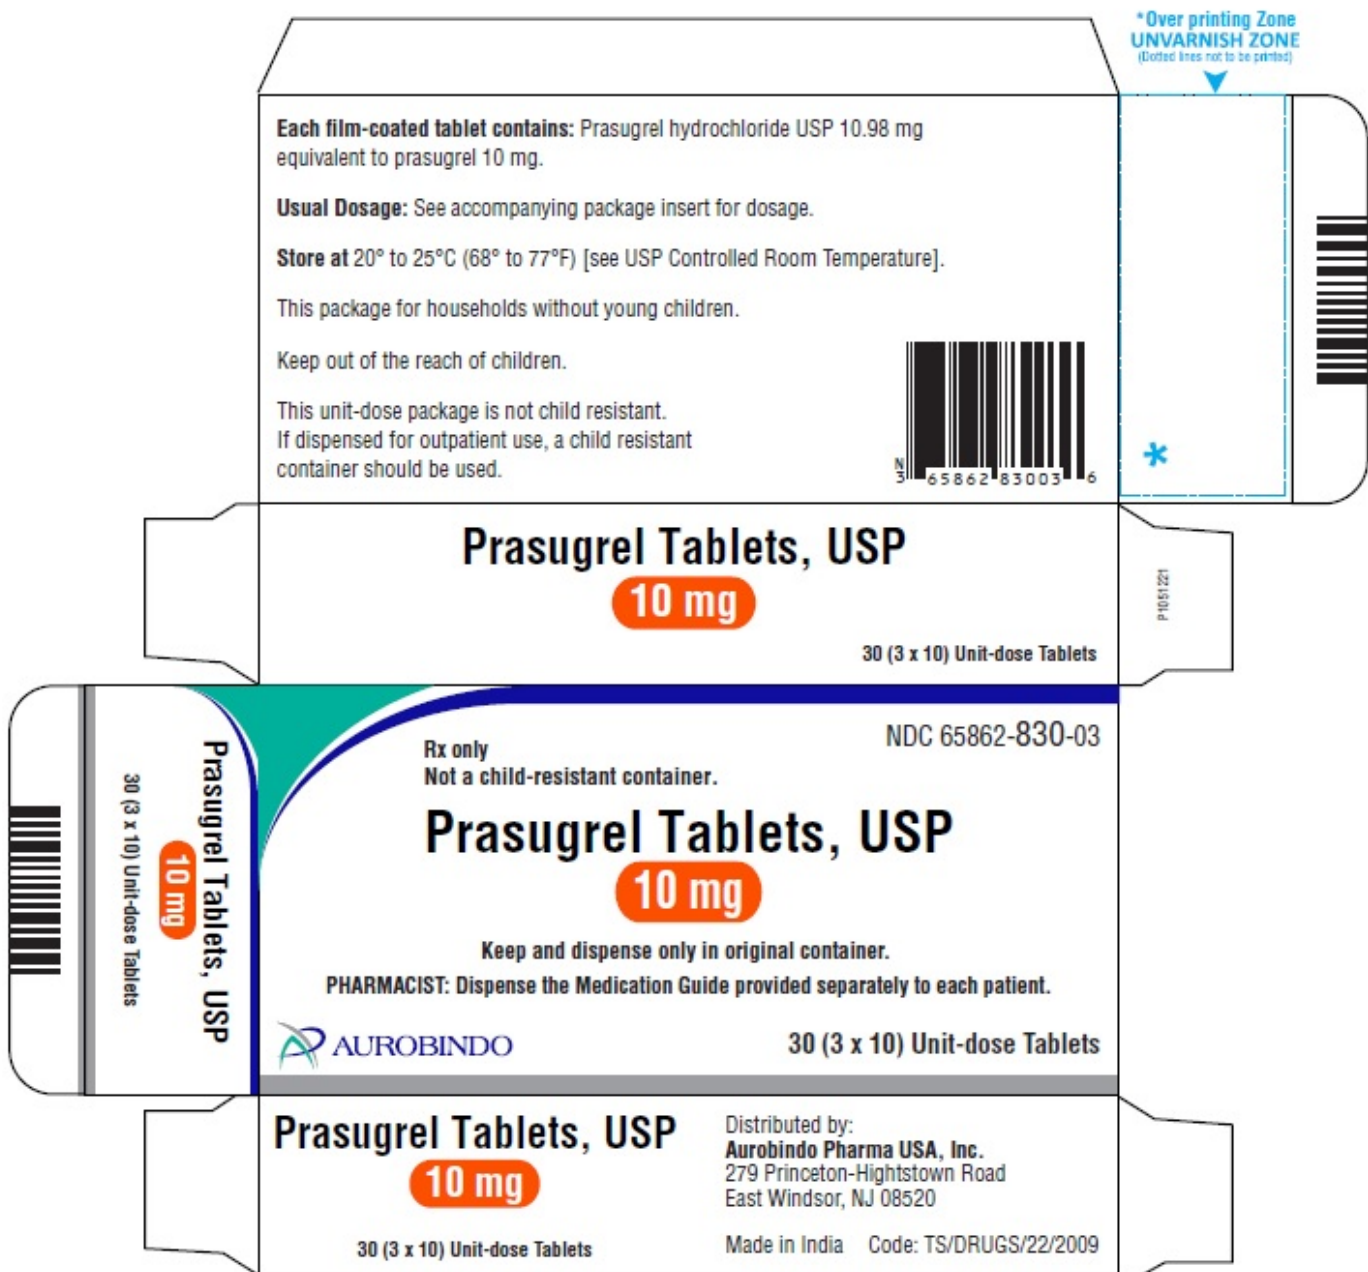 *Over printing Zone
UNVARNISH ZONE
(Dotted lines not to be printed)
Each film-coated tablet contains: Prasugrel hydrochloride USP 10.98 mg
equivalent to prasugrel 10 mg.
Usual Dosage: See accompanying package insert for dosage.
Store at 20° to 25°C (68° to 77°F) [see USP Controlled Room Temperature].
This package for households without young children.
Keep out of the reach of children.
This unit-dose package is not child resistant.
If dispensed for outpatient use, a child resistant
container should be used.
N
3 65862 83003 6
*
Prasugrel Tablets, USP
10 mg
30 (3 x 10) Unit-dose Tablets
P1051221
Prasugrel Tablets, USP
10 mg
30 (3 x 10) Unit-dose Tablets
NDC 65862-830-03
Rx only
Not a child-resistant container.
Prasugrel Tablets, USP
10 mg
Keep and dispense only in original container.
PHARMACIST: Dispense the Medication Guide provided separately to each patient.
AUROBINDO
30 (3 x 10) Unit-dose Tablets
Prasugrel Tablets, USP
10 mg
30 (3 x 10) Unit-dose Tablets
Distributed by:
Aurobindo Pharma USA, Inc.
279 Princeton-Hightstown Road
East Windsor, NJ 08520
Made in India Code: TS/DRUGS/22/2009